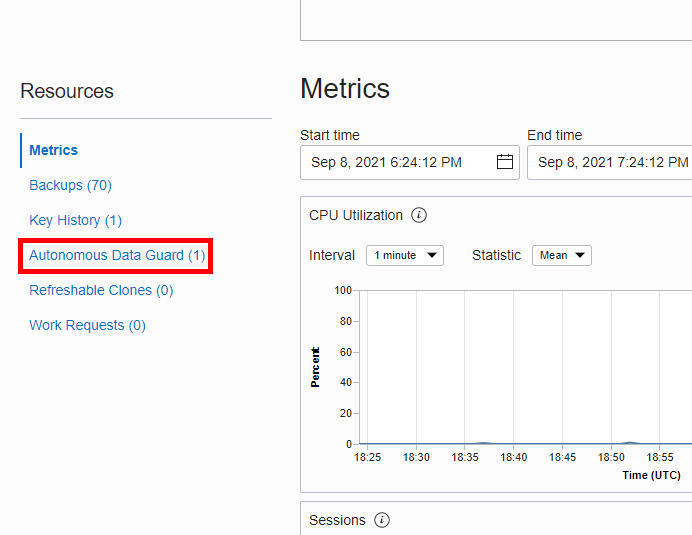 Resources
Metrics
Backups (70)
Key History (1)
Autonomous Data Guard (1)
Refreshable Clones (0)
Work Requests (0)
Metrics
Start time
End time
Sep 8, 2021 6:24:12 PM
Sep 8, 2021 7:24:12 PM
CPU Utilization
Interval 1 minute Statistic Mean
100
80
60
40
20
0
Percent
18:25 18:30 18:35 18:40 18:45 18:50 18:55
Time (UTC)
Sessions